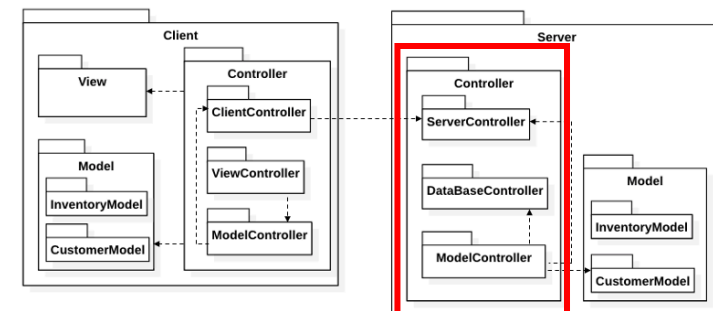 Client
View
Controller
ClientController
ViewController
ModelController
Model
InventoryModel
CustomerModel
Server
Controller
ServerController
DataBaseController
ModelController
Model
InventoryModel
CustomerModel